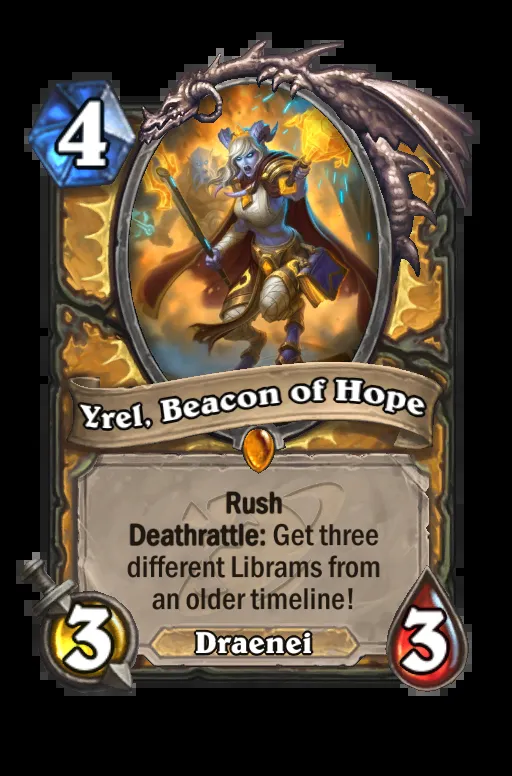 4
Yrel, Beacon of Hope
Rush
Deathrattle: Get three
different Librams from
an older timeline!
3
Draenei
3